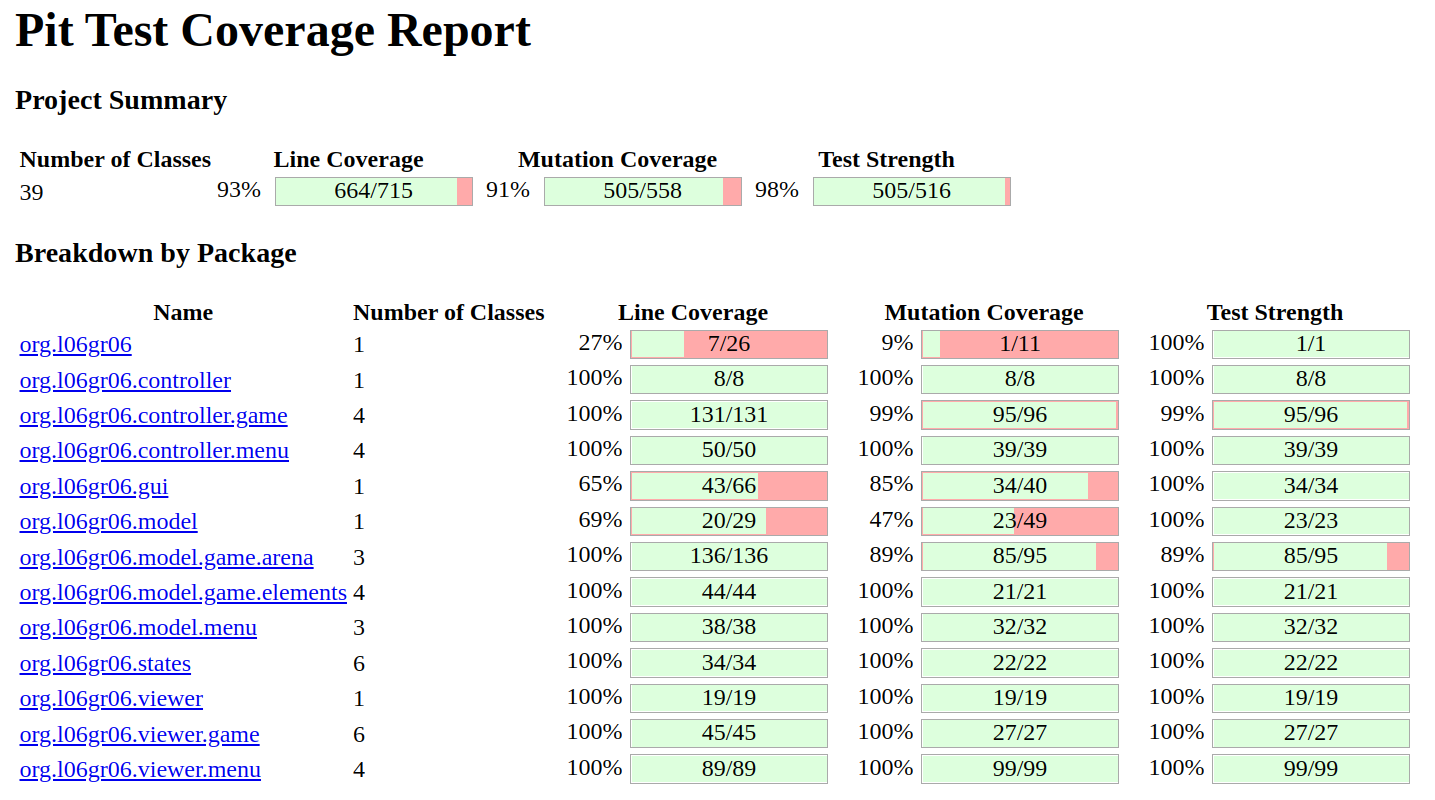 Pit Test Coverage Report
Project Summary
Number of Classes Line Coverage Mutation Coverage Test Strength
39 93% 664/715 91% 505/558 98% 505/516
Breakdown by Package
Name Number of Classes Line Coverage Mutation Coverage Test Strength
org.l06gr06 1 27% 7/26 9% 1/11 100% 1/1
org.l06gr06.controller 1 100% 8/8 100% 8/8 100% 8/8
org.l06gr06.controller.game 4 100% 131/131 99% 95/96 99% 95/96
org.l06gr06.controller.menu 4 100% 50/50 100% 39/39 100% 39/39
org.l06gr06.gui 1 65% 43/66 85% 34/40 100% 34/34
org.l06gr06.model 1 69% 20/29 47% 23/49 100% 23/23
org.l06gr06.model.game.arena 3 100% 136/136 89% 85/95 89% 85/95
org.l06gr06.model.game.elements 4 100% 44/44 100% 21/21 100% 21/21
org.l06gr06.model.menu 3 100% 38/38 100% 32/32 100% 32/32
org.l06gr06.states 6 100% 34/34 100% 22/22 100% 22/22
org.l06gr06.viewer 1 100% 19/19 100% 19/19 100% 19/19
org.l06gr06.viewer.game 6 100% 45/45 100% 27/27 100% 27/27
org.l06gr06.viewer.menu 4 100% 89/89 100% 99/99 100% 99/99